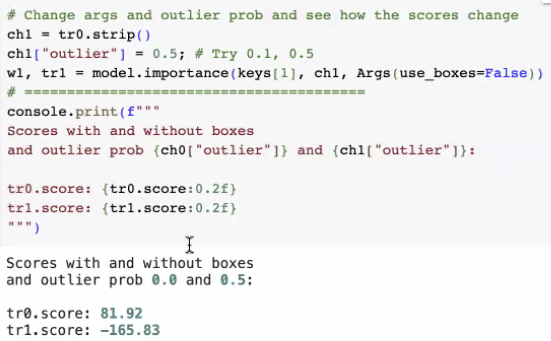 # Change args and outlier prob and see how the scores change
ch1 = tr0.strip()
ch1["outlier"] = 0.5; # Try 0.1, 0.5
w1, tr1 = model.importance(keys[1], ch1, Args(use_boxes=False))
# ========================================
console.print(f"""
Scores with and without boxes
and outlier prob {ch0["outlier"]} and {ch1["outlier"]}:
tr0.score: {tr0.score:0.2f}
tr1.score: {tr1.score:0.2f}
""")
Scores with and without boxes
and outlier prob 0.0 and 0.5:
tr0.score: 81.92
tr1.score: -165.83